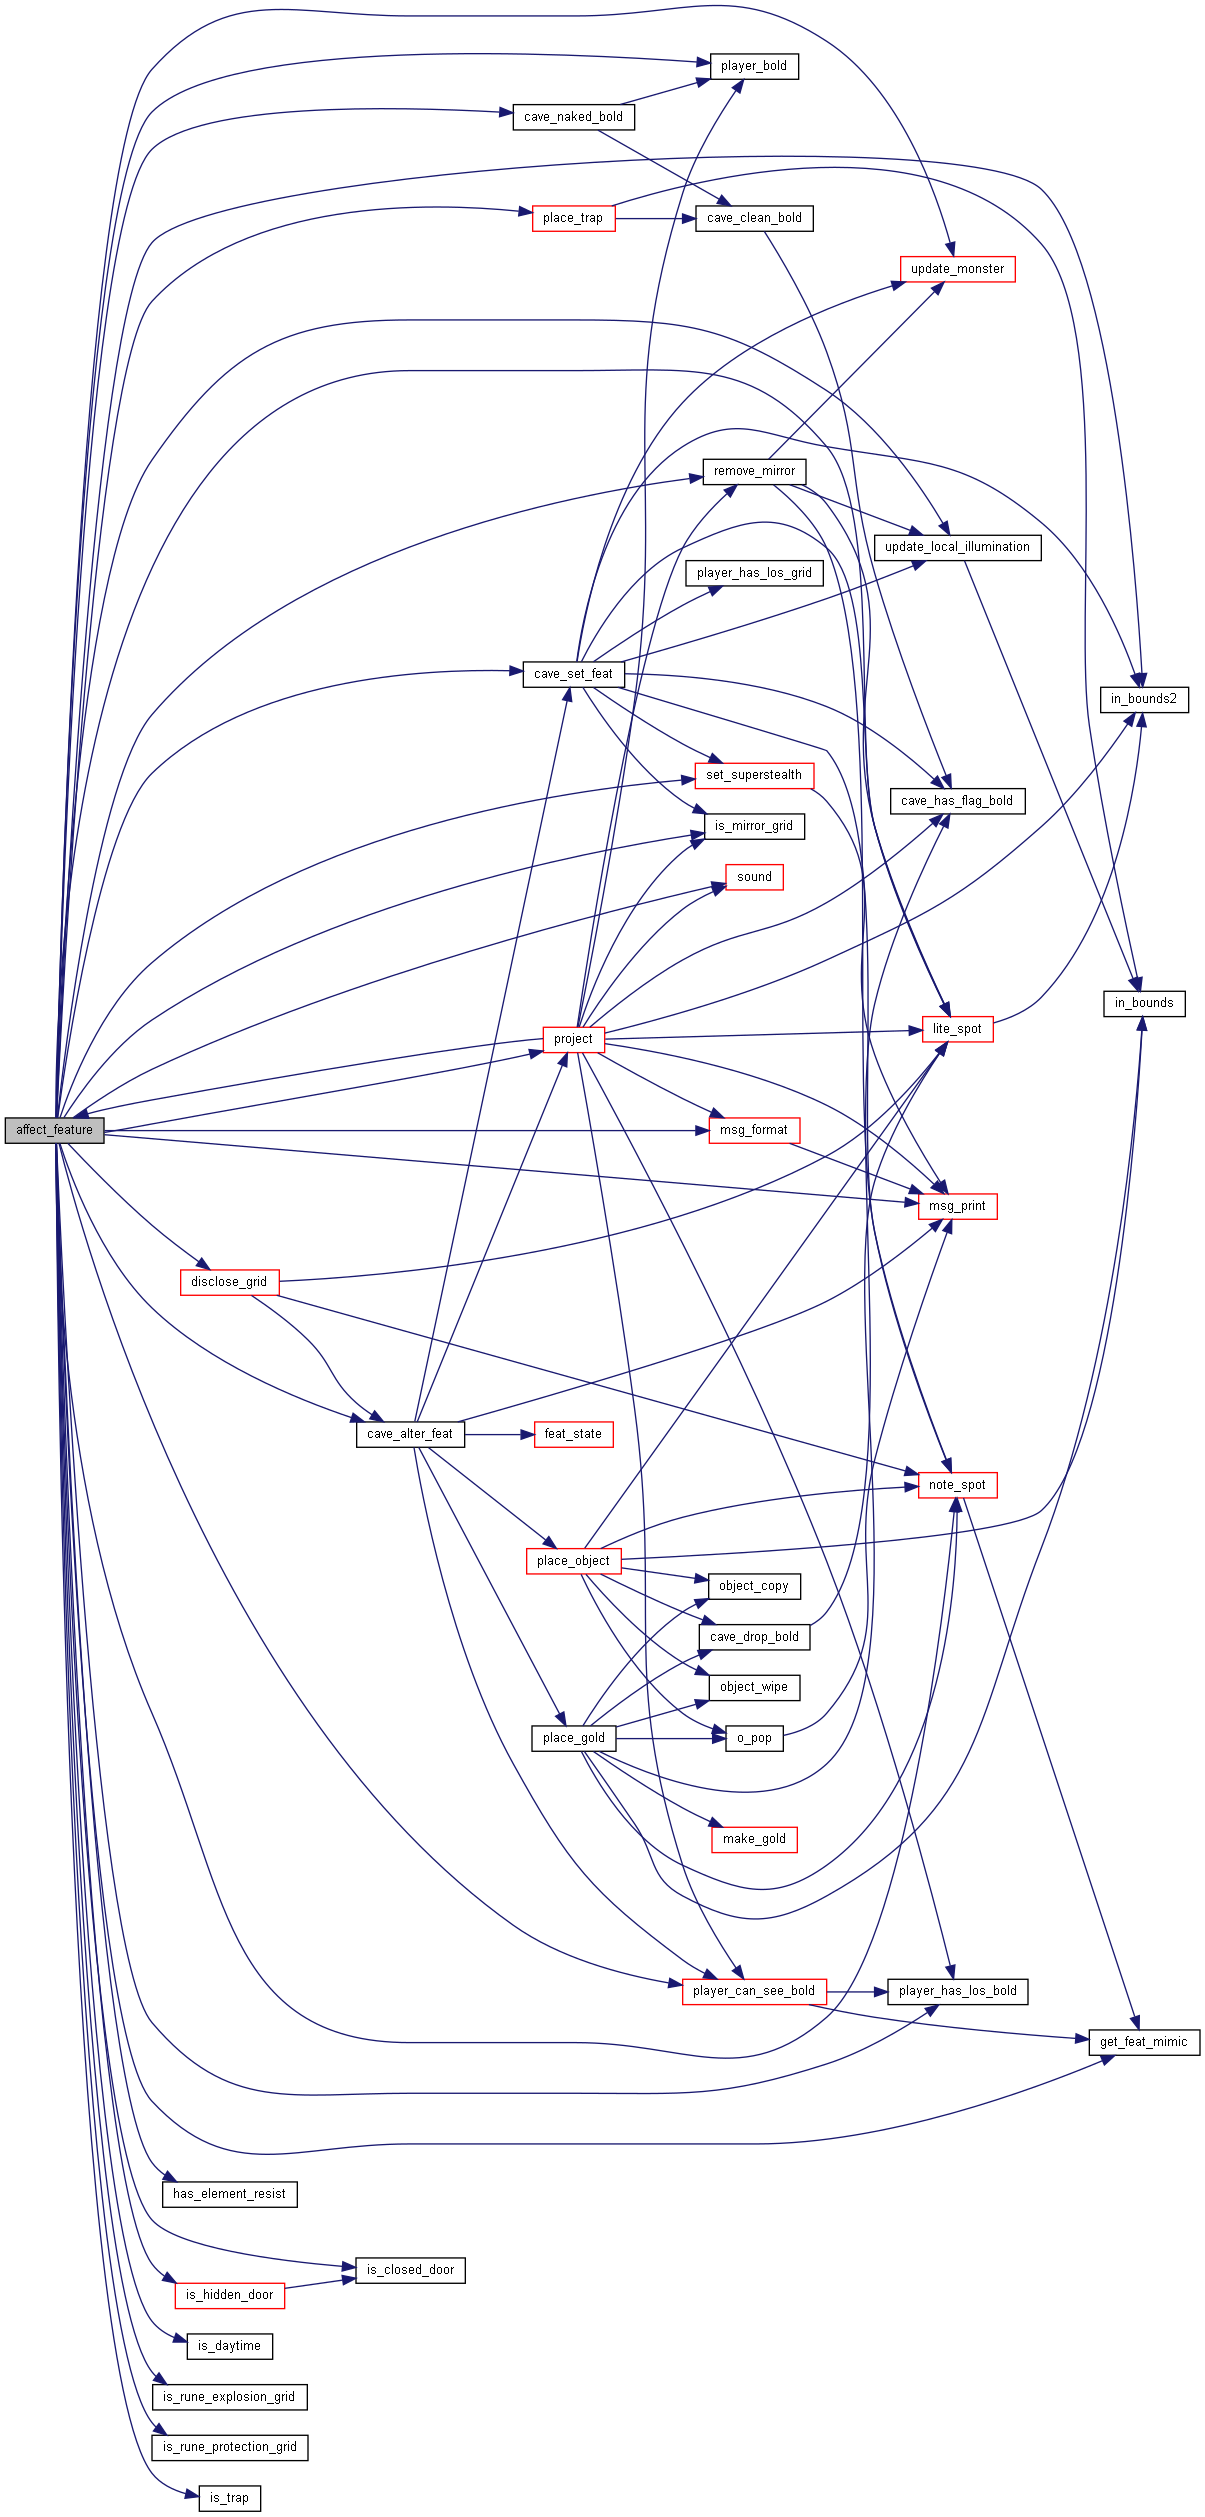 player_bold
cave_naked_bold
place_trap
cave_clean_bold
update_monster
remove_mirror
update_local_illumination
player_has_los_grid
cave_set_feat
in_bounds2
set_superstealth
cave_has_flag_bold
is_mirror_grid
sound
in_bounds
lite_spot
project
affect_feature
msg_format
msg_print
disclose_grid
cave_alter_feat
feat_state
note_spot
place_object
object_copy
cave_drop_bold
object_wipe
place_gold
o_pop
make_gold
player_can_see_bold
player_has_los_bold
get_feat_mimic
has_element_resist
is_closed_door
is_hidden_door
is_daytime
is_rune_explosion_grid
is_rune_protection_grid
is_trap